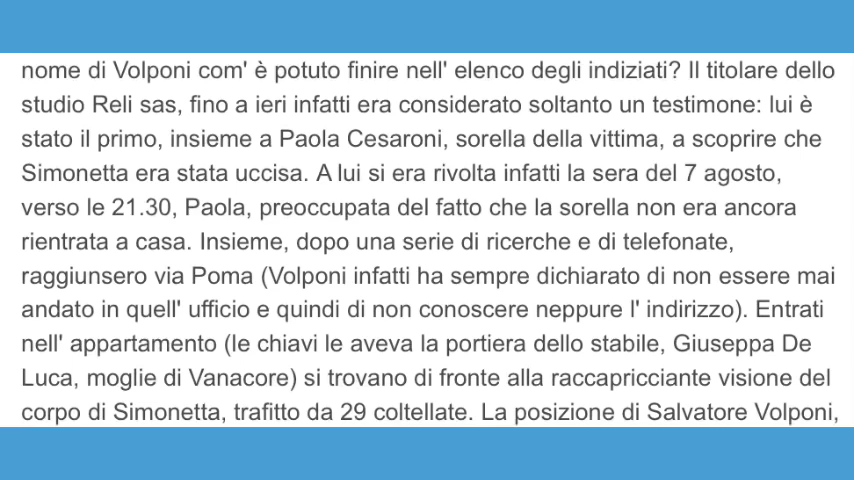 nome di Volponi com' è potuto finire nell' elenco degli indiziati? Il titolare dello
studio Reli sas, fino a ieri infatti era considerato soltanto un testimone: lui è
stato il primo, insieme a Paola Cesaroni, sorella della vittima, a scoprire che
Simonetta era stata uccisa. A lui si era rivolta infatti la sera del 7 agosto,
verso le 21.30, Paola, preoccupata del fatto che la sorella non era ancora
rientrata a casa. Insieme, dopo una serie di ricerche e di telefonate,
raggiunsero via Poma (Volponi infatti ha sempre dichiarato di non essere mai
andato in quell' ufficio e quindi di non conoscere neppure l' indirizzo). Entrati
nell' appartamento (le chiavi le aveva la portiera dello stabile, Giuseppa De
Luca, moglie di Vanacore) si trovano di fronte alla raccapricciante visione del
corpo di Simonetta, trafitto da 29 coltellate. La posizione di Salvatore Volponi,